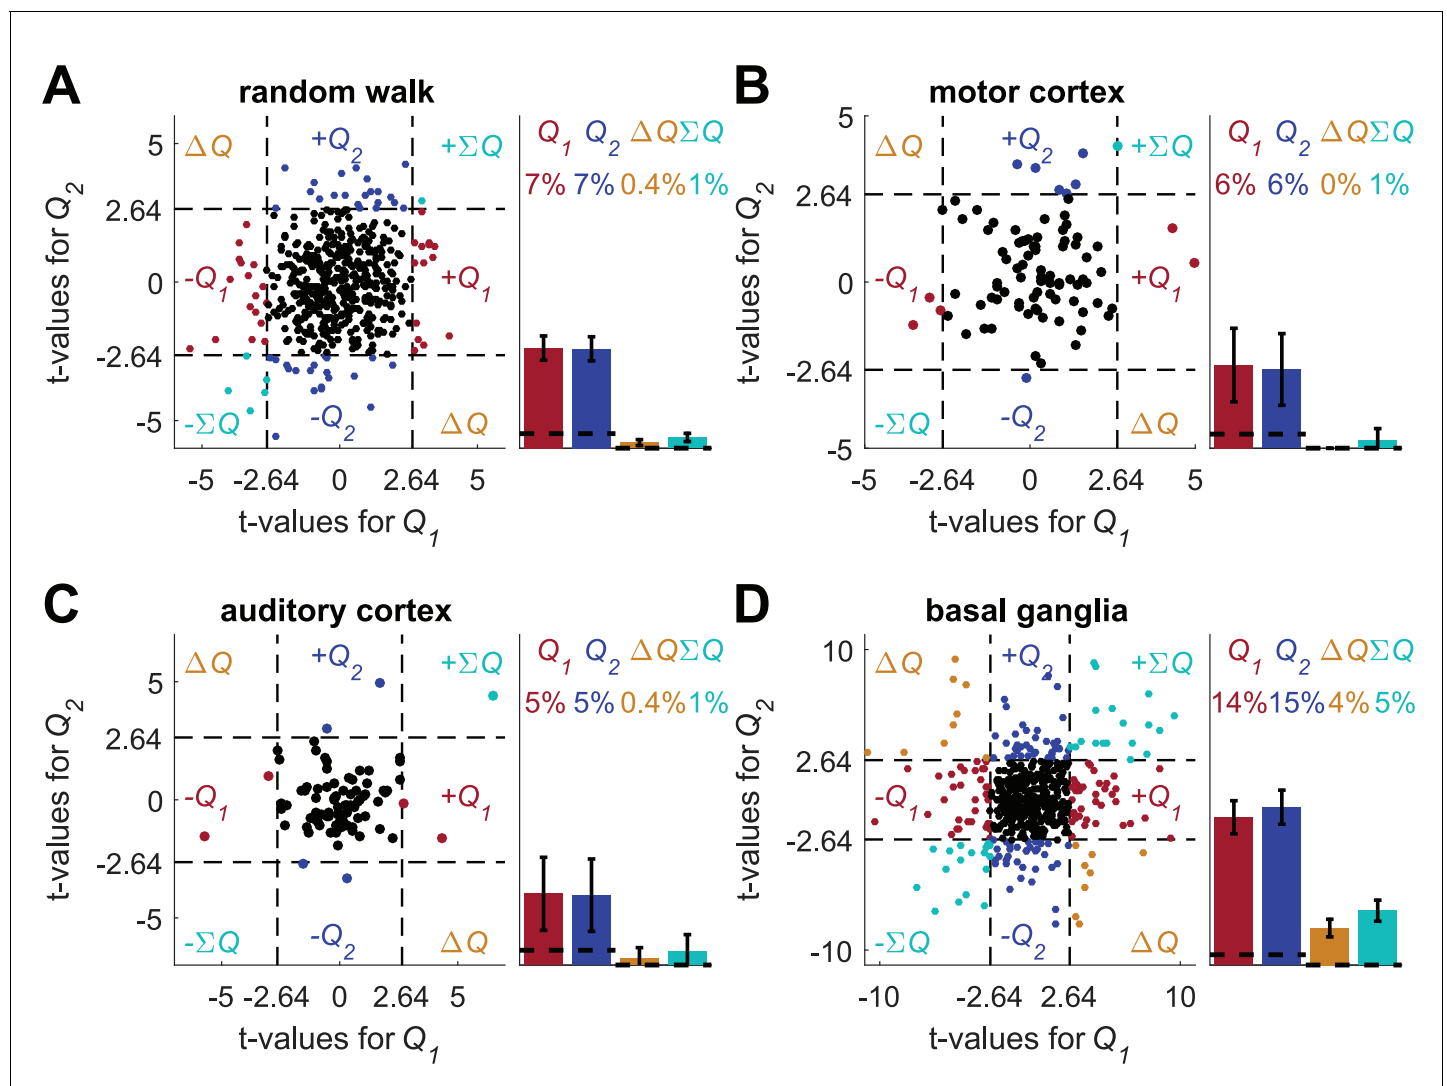 A
random walk
ΔQ
+Q2
+ΣQ
-Q1
+Q1
-ΣQ
-Q2
ΔQ
5
2.64
0
-2.64
-5
t-values for Q2
-5 -2.64 0 2.64 5
t-values for Q1
Q1 Q2 ΔQ ΣQ
7% 7% 0.4% 1%
B
motor cortex
ΔQ
+Q2
+ΣQ
-Q1
+Q1
-ΣQ
-Q2
ΔQ
5
2.64
0
-2.64
-5
t-values for Q2
-5 -2.64 0 2.64 5
t-values for Q1
Q1 Q2 ΔQ ΣQ
6% 6% 0% 1%
C
auditory cortex
ΔQ
+Q2
+ΣQ
-Q1
+Q1
-ΣQ
-Q2
ΔQ
5
2.64
0
-2.64
-5
t-values for Q2
-5 -2.64 0 2.64 5
t-values for Q1
Q1 Q2 ΔQ ΣQ
5% 5% 0.4% 1%
D
basal ganglia
ΔQ
+Q2
+ΣQ
-Q1
+Q1
-ΣQ
-Q2
ΔQ
10
2.64
-2.64
-10
t-values for Q2
-10 -2.64 2.64 10
t-values for Q1
Q1 Q2 ΔQ ΣQ
14% 15% 4% 5%